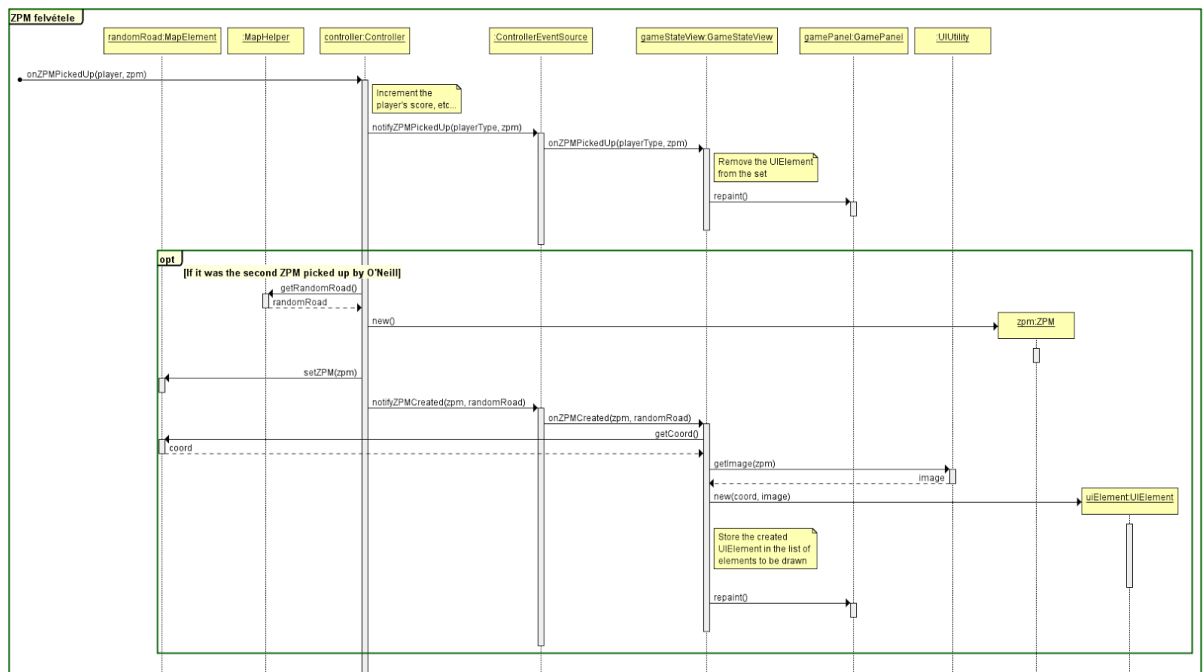 ZPM felvétele
randomRoad:MapElement
:MapHelper
controller:Controller
:ControllerEventSource
gameStateView:GameStateView
gamePanel:GamePanel
:UIUtility
onZPMPickedUp(player, zpm)
Increment the
player's score, etc...
notifyZPMPickedUp(playerType, zpm)
onZPMPickedUp(playerType, zpm)
Remove the UIElement
from the set
repaint()
opt
[If it was the second ZPM picked up by O'Neill]
getRandomRoad()
randomRoad
new()
zpm:ZPM
setZPM(zpm)
notifyZPMCreated(zpm, randomRoad)
onZPMCreated(zpm, randomRoad)
getCoord()
coord
getImage(zpm)
image
new(coord, image)
uiElement:UIElement
Store the created
UIElement in the list of
elements to be drawn
repaint()